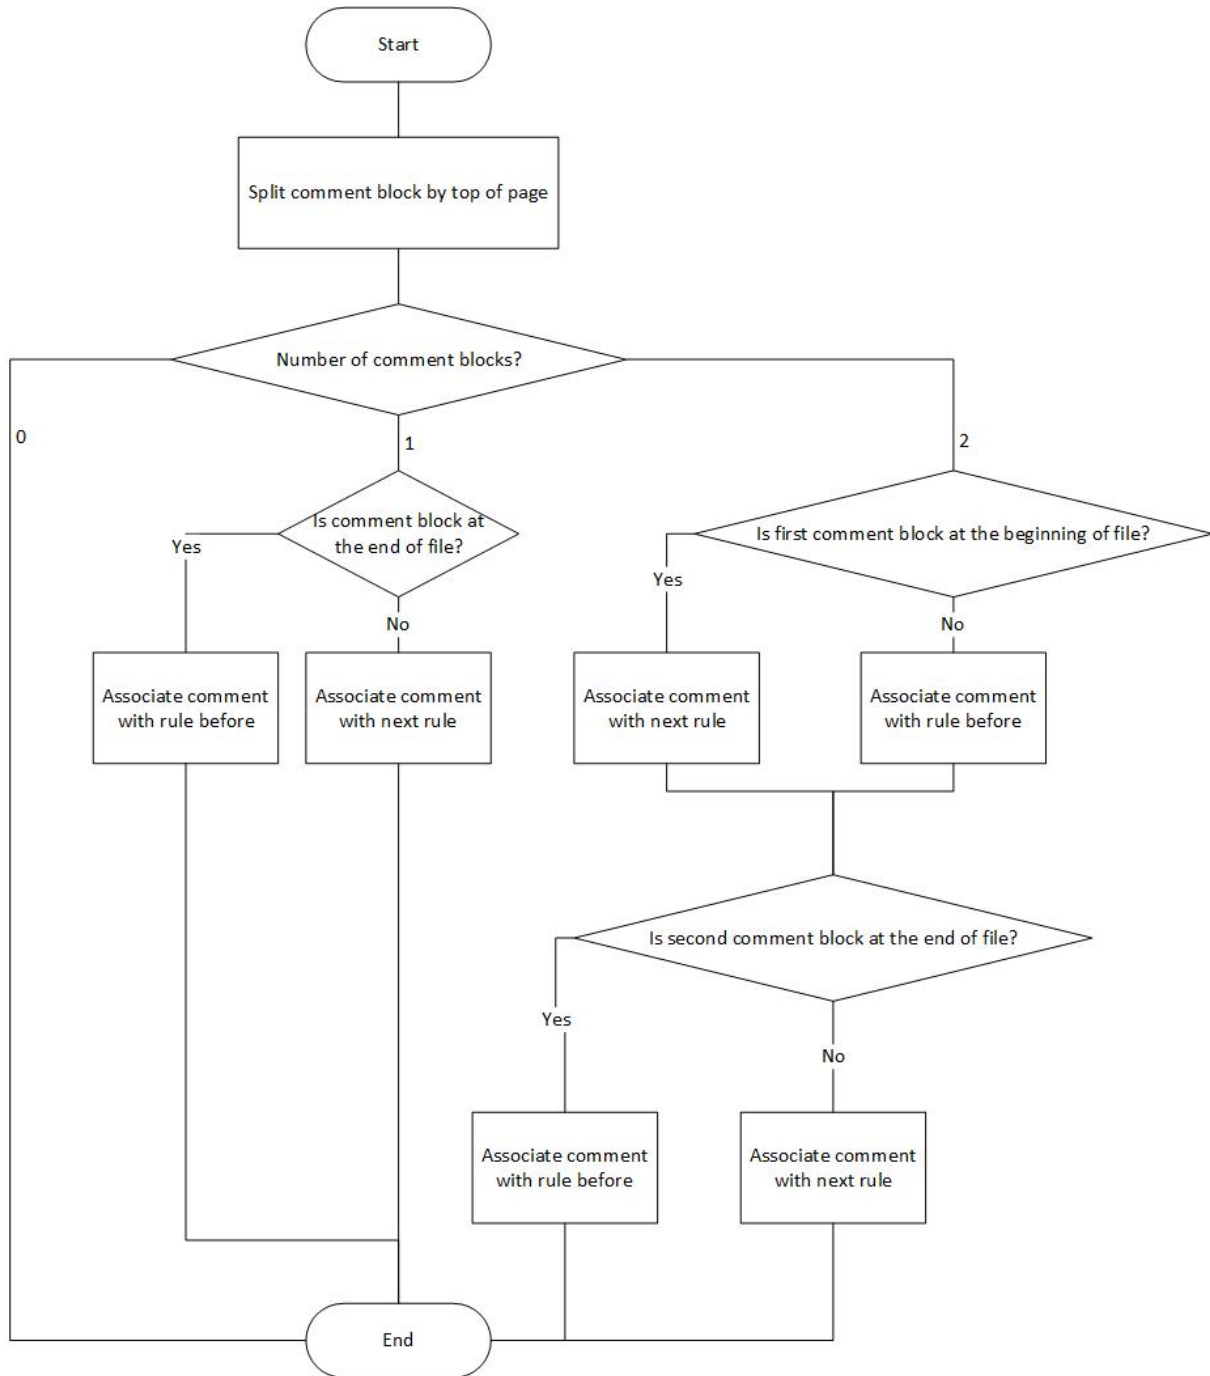 Start
Split comment block by top of page
Number of comment blocks?
0
1
2
Is comment block at
the end of file?
Is first comment block at the beginning of file?
Yes
Yes
No
No
Associate comment
with rule before
Associate comment
with next rule
Associate comment
with next rule
Associate comment
with rule before
Is second comment block at the end of file?
Yes
No
Associate comment
with rule before
Associate comment
with next rule
End